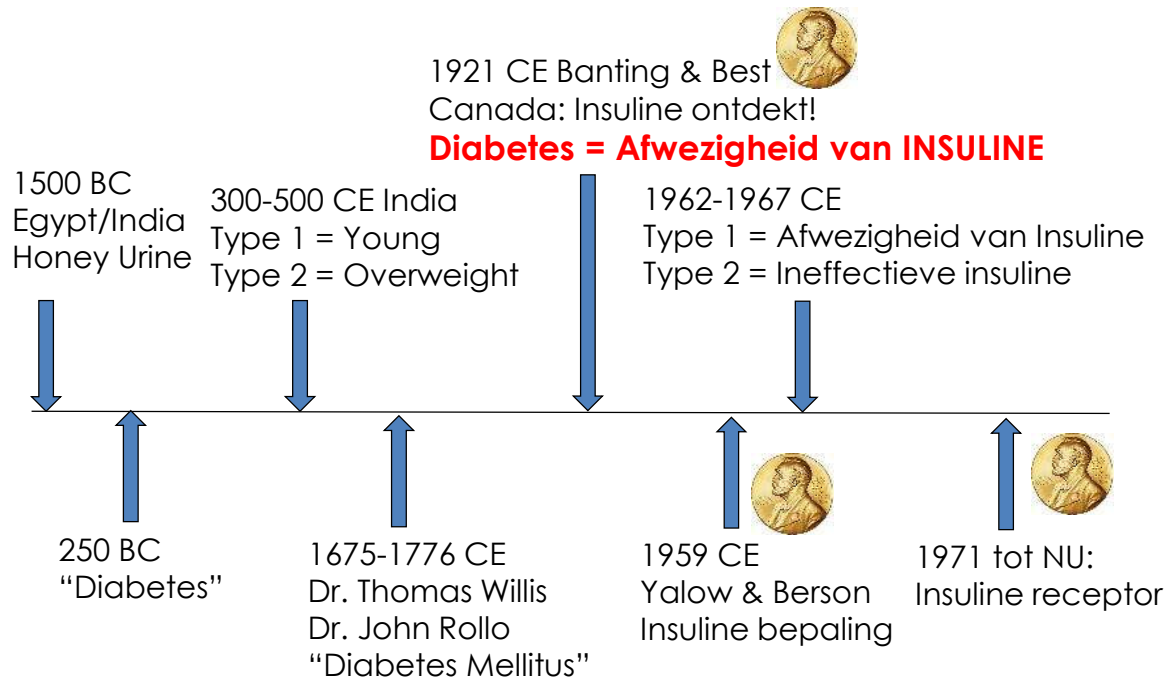 1921 CE Banting & Best
Canada: Insuline ontdekt!
Diabetes = Afwezigheid van INSULINE
1500 BC
Egypt/India
Honey Urine
300-500 CE India
Type 1 = Young
Type 2 = Overweight
1962-1967 CE
Type 1 = Afwezigheid van Insuline
Type 2 = Ineffectieve insuline
250 BC
“Diabetes”
1675-1776 CE
Dr. Thomas Willis
Dr. John Rollo
“Diabetes Mellitus”
1959 CE
Yalow & Berson
Insuline bepaling
1971 tot NU:
Insuline receptor